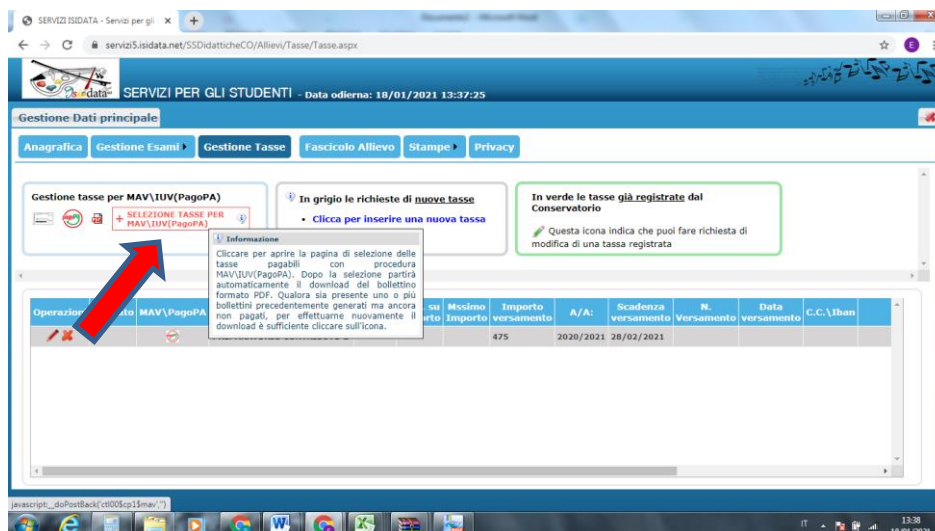 SERVIZI ISIDATA - Servizi per gli
servizi5.isidata.net/SSDidatticheCO/Allievi/Tasse/Tasse.aspx
E
Isidata SERVIZI PER GLI STUDENTI - Data odierna: 18/01/2021 13:37:25
Gestione Dati principale
Anagrafica Gestione Esami Gestione Tasse Fascicolo Allievo Stampe Privacy
Gestione tasse per MAV\IUV(PagoPA)
+ SELEZIONE TASSE PER
MAV\IUV(PagoPA)
In grigio le richieste di nuove tasse
• Clicca per inserire una nuova tassa
In verde le tasse già registrate dal
Conservatorio
Questa icona indica che puoi fare richiesta di
modifica di una tassa registrata
Informazione
Cliccare per aprire la pagina di selezione delle
tasse pagabili con procedura
MAV\IUV(PagoPA). Dopo la selezione partirà
automaticamente il download del bollettino
formato PDF. Qualora sia presente uno o più
bollettini precedentemente generati ma ancora
non pagati, per effettuarne nuovamente il
download è sufficiente cliccare sull'icona.
MAV\PagoPA su Mssimo Importo Importo versamento A/A: Scadenza versamento N. Versamento Data versamento C.C.\Iban
475 2020/2021 28/02/2021
javascript:__doPostBack('ctl00$cp1$mav','')
IT 13:38
18/01/2021